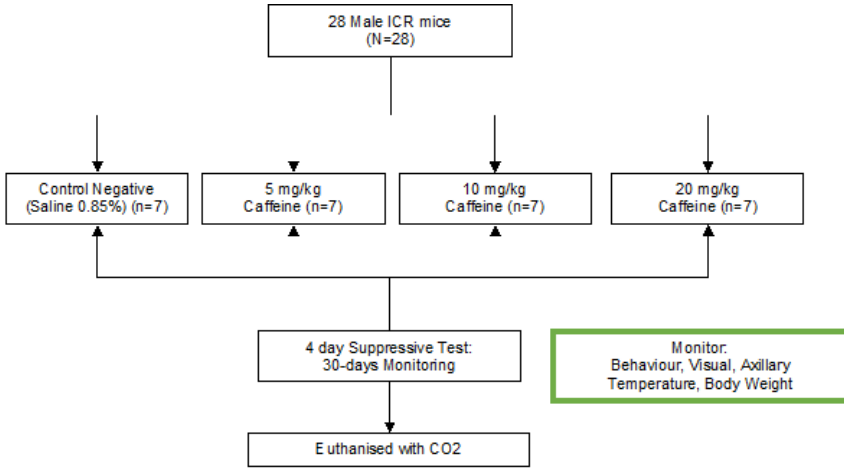 28 Male ICR mice
(N=28)
Control Negative
(Saline 0.85%) (n=7)
5 mg/kg
Caffeine (n=7)
10 mg/kg
Caffeine (n=7)
20 mg/kg
Caffeine (n=7)
4 day Suppressive Test:
30-days Monitoring
Monitor:
Behaviour, Visual, Axillary
Temperature, Body Weight
Euthanised with CO2